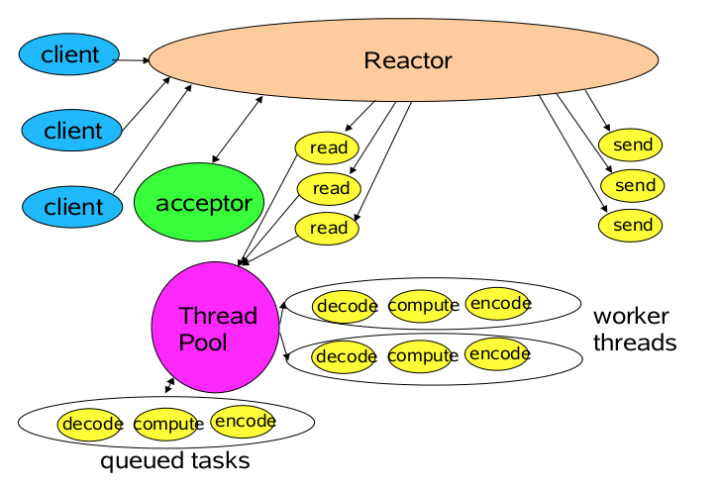 client
Reactor
client
read
send
client
acceptor
read
send
read
send
Thread
Pool
decode compute encode
decode compute encode
worker
threads
decode compute encode
queued tasks